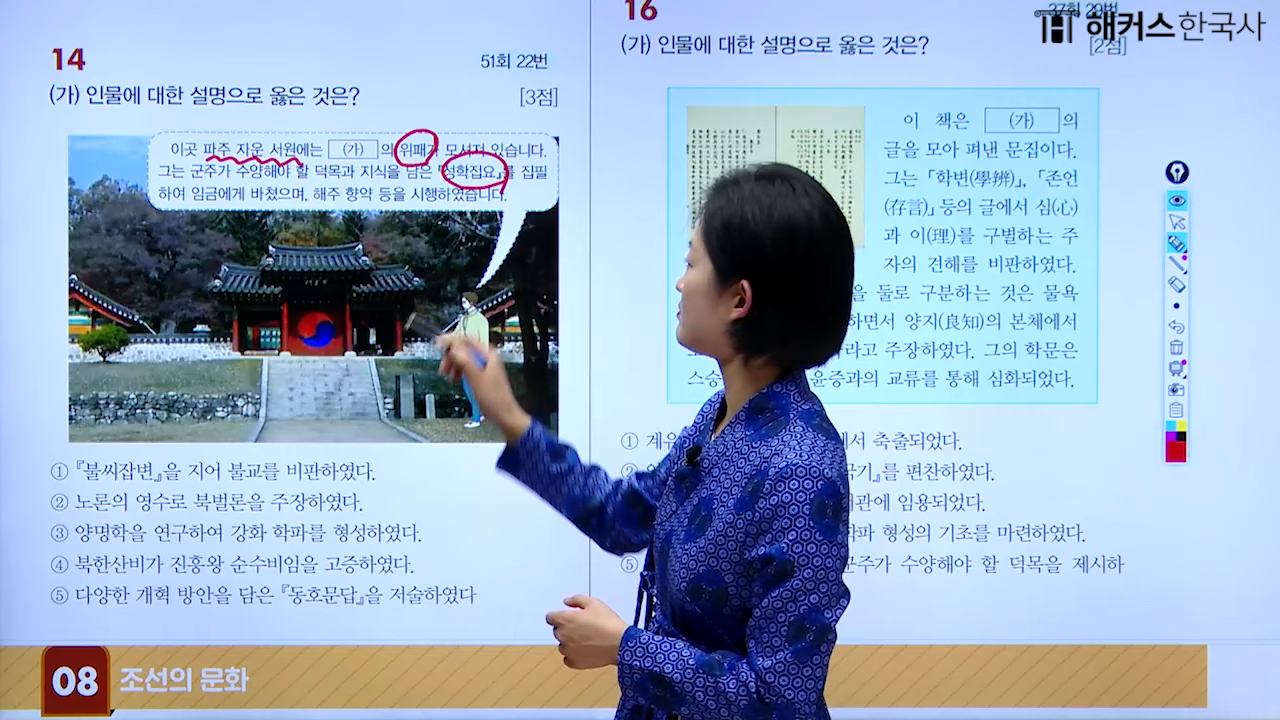 14
51회 22번
(가) 인물에 대한 설명으로 옳은 것은?
[3점]
이곳 파주 자운 서원에는 (가) 의 위패가 모셔져 있습니다.
그는 군주가 수양해야 할 덕목과 지식을 담은 『성학집요』를 집필
하여 임금에게 바쳤으며, 해주 향약 등을 시행하였습니다.
① 『불씨잡변』을 지어 불교를 비판하였다.
② 노론의 영수로 북벌론을 주장하였다.
③ 양명학을 연구하여 강화 학파를 형성하였다.
④ 북한산비가 진흥왕 순수비임을 고증하였다.
⑤ 다양한 개혁 방안을 담은 『동호문답』을 저술하였다
16
(가) 인물에 대한 설명으로 옳은 것은?
[2점]
이 책은 (가) 의
글을 모아 펴낸 문집이다.
그는 「학변(學辨)」, 「존언
(存言)」 등의 글에서 심(心)
과 이(理)를 구별하는 주
자의 견해를 비판하였다.
을 둘로 구분하는 것은 물욕
하면서 양지(良知)의 본체에서
라고 주장하였다. 그의 학문은
스승 윤증과의 교류를 통해 심화되었다.
① 계유 에서 축출되었다.
② 국기』를 편찬하였다.
관에 임용되었다.
학파 형성의 기초를 마련하였다.
⑤ 군주가 수양해야 할 덕목을 제시하
해커스한국사
08 조선의 문화